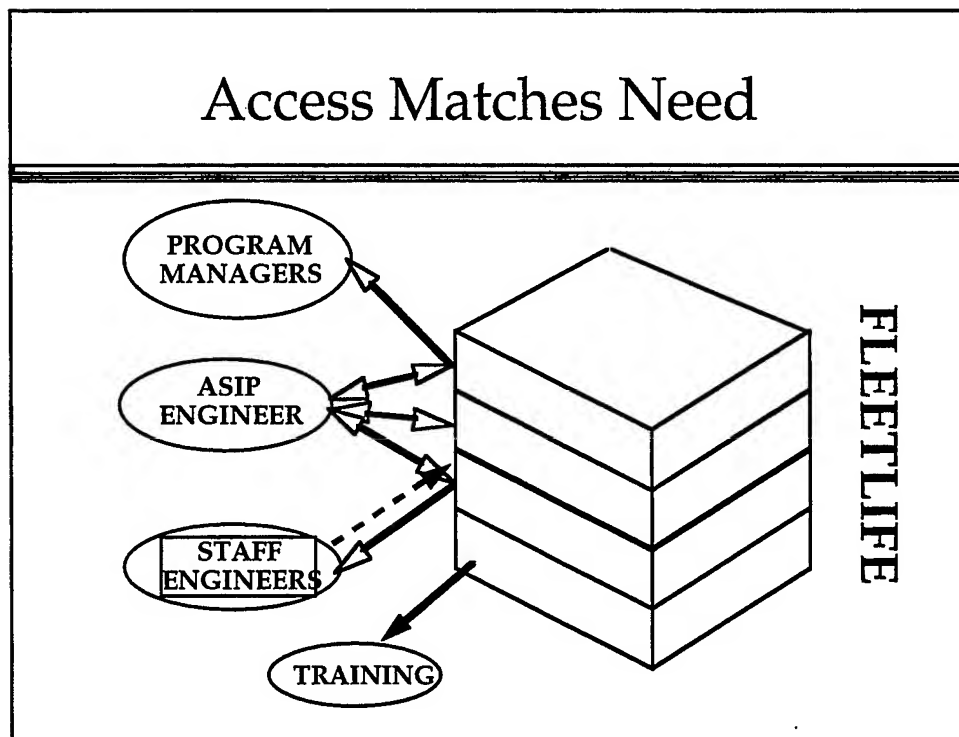 Access Matches Need
PROGRAM
MANAGERS
ASIP
ENGINEER
STAFF
ENGINEERS
TRAINING
FLEETLIFE